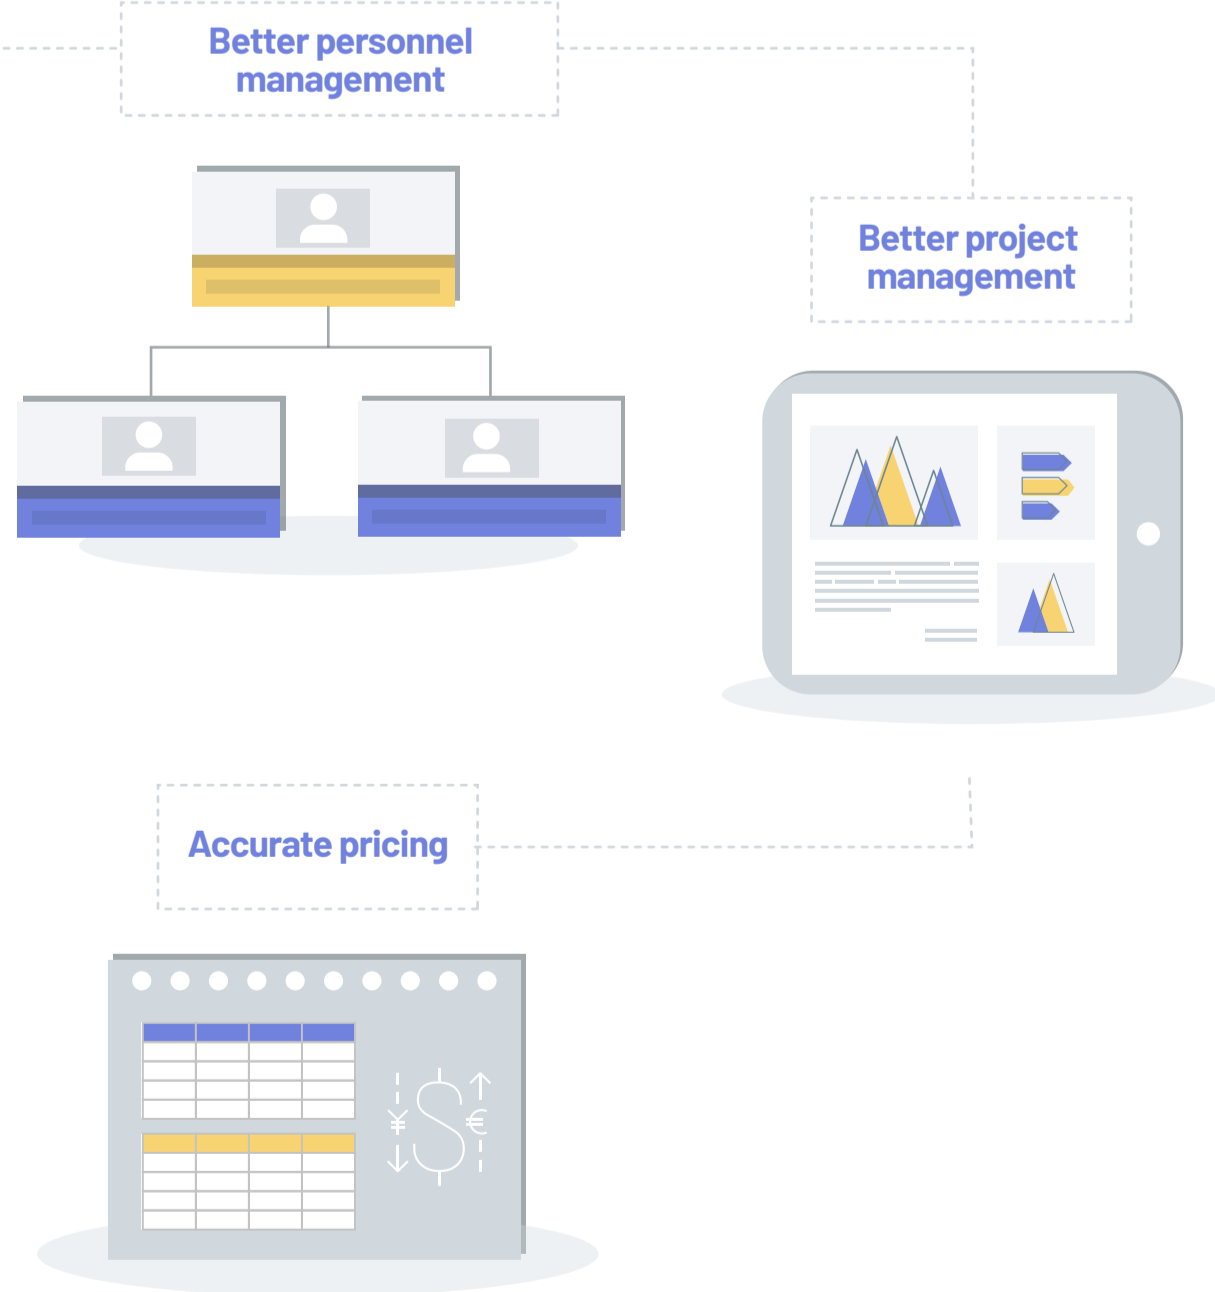 Better personnel
management
Better project
management
Accurate pricing
$
¥
€